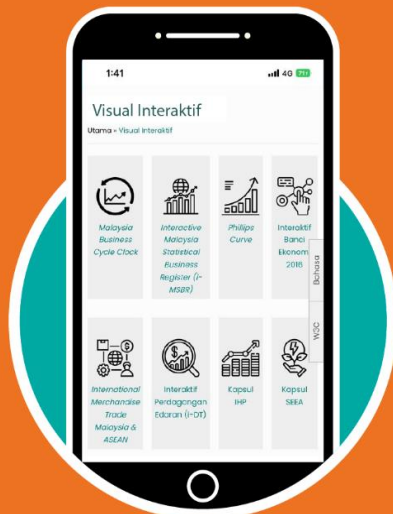 1:41
4G 71
Visual Interaktif
Utama » Visual Interaktif
Malaysia
Business
Cycle Clock
Interactive
Malaysia
Statistical
Business
Register (i-
MSBR)
Phillips
Curve
Interaktif
Banci
Ekonomi
2016
Bahasa
W3C
International
Merchandise
Trade
Malaysia &
ASEAN
Interaktif
Perdagangan
Edaran (i-DT)
Kapsul
IHP
Kapsul
SEEA